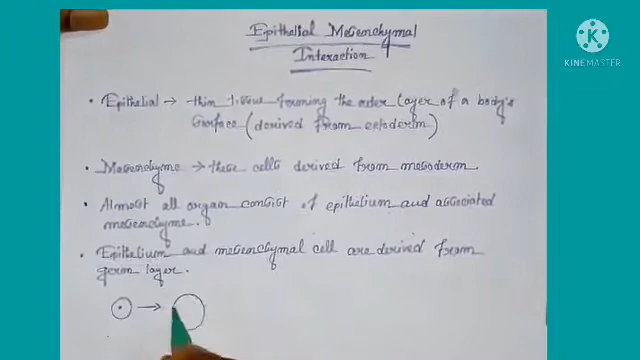 Epithelial Mesenchymal
Interaction
• Epithelial → thin tissue forming the outer layer of a body's
surface (derived from ectoderm)
• Mesenchyme → these cells derived from mesoderm.
• Almost all organ consist of epithelium and associated
mesenchyme.
• Epithelium and mesenchymal cell are derived from
germ layer.
KINEMASTER